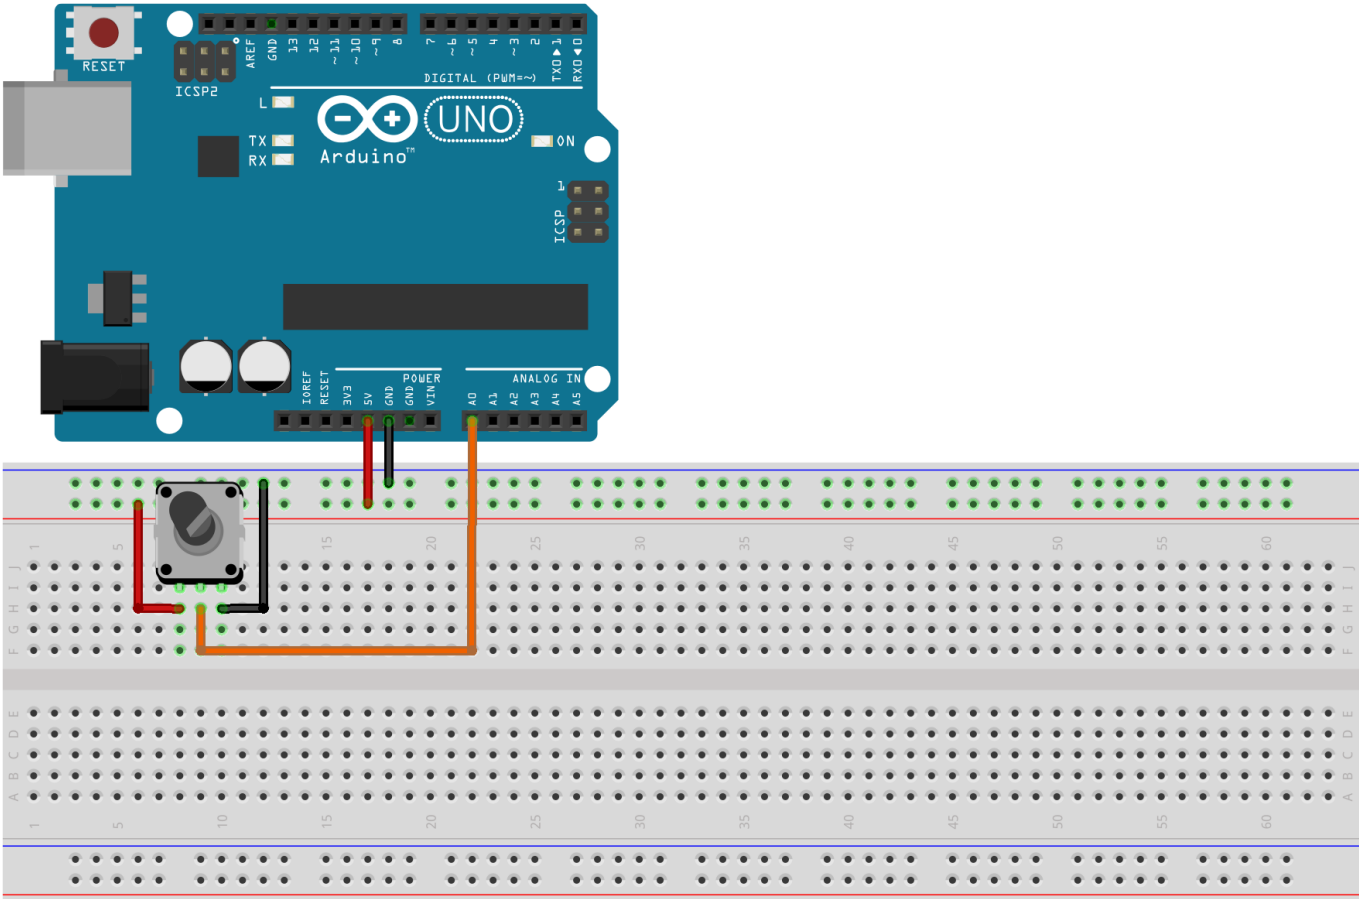 RESET
ICSP2
AREF
GND
13
12
~11
~10
~9
8
7
~6
~5
4
~3
2
TX0▶1
RX0◀0
DIGITAL (PWM=~)
L
TX
RX
Arduino™
UNO
ON
1
ICSP
IOREF
RESET
3V3
5V
GND
GND
VIN
POWER
A0
A1
A2
A3
A4
A5
ANALOG IN
1 5 15 20 25 30 35 40 45 50 55 60
J J
I I
H H
G G
F F
E E
D D
C C
B B
A A
1 5 10 15 20 25 30 35 40 45 50 55 60